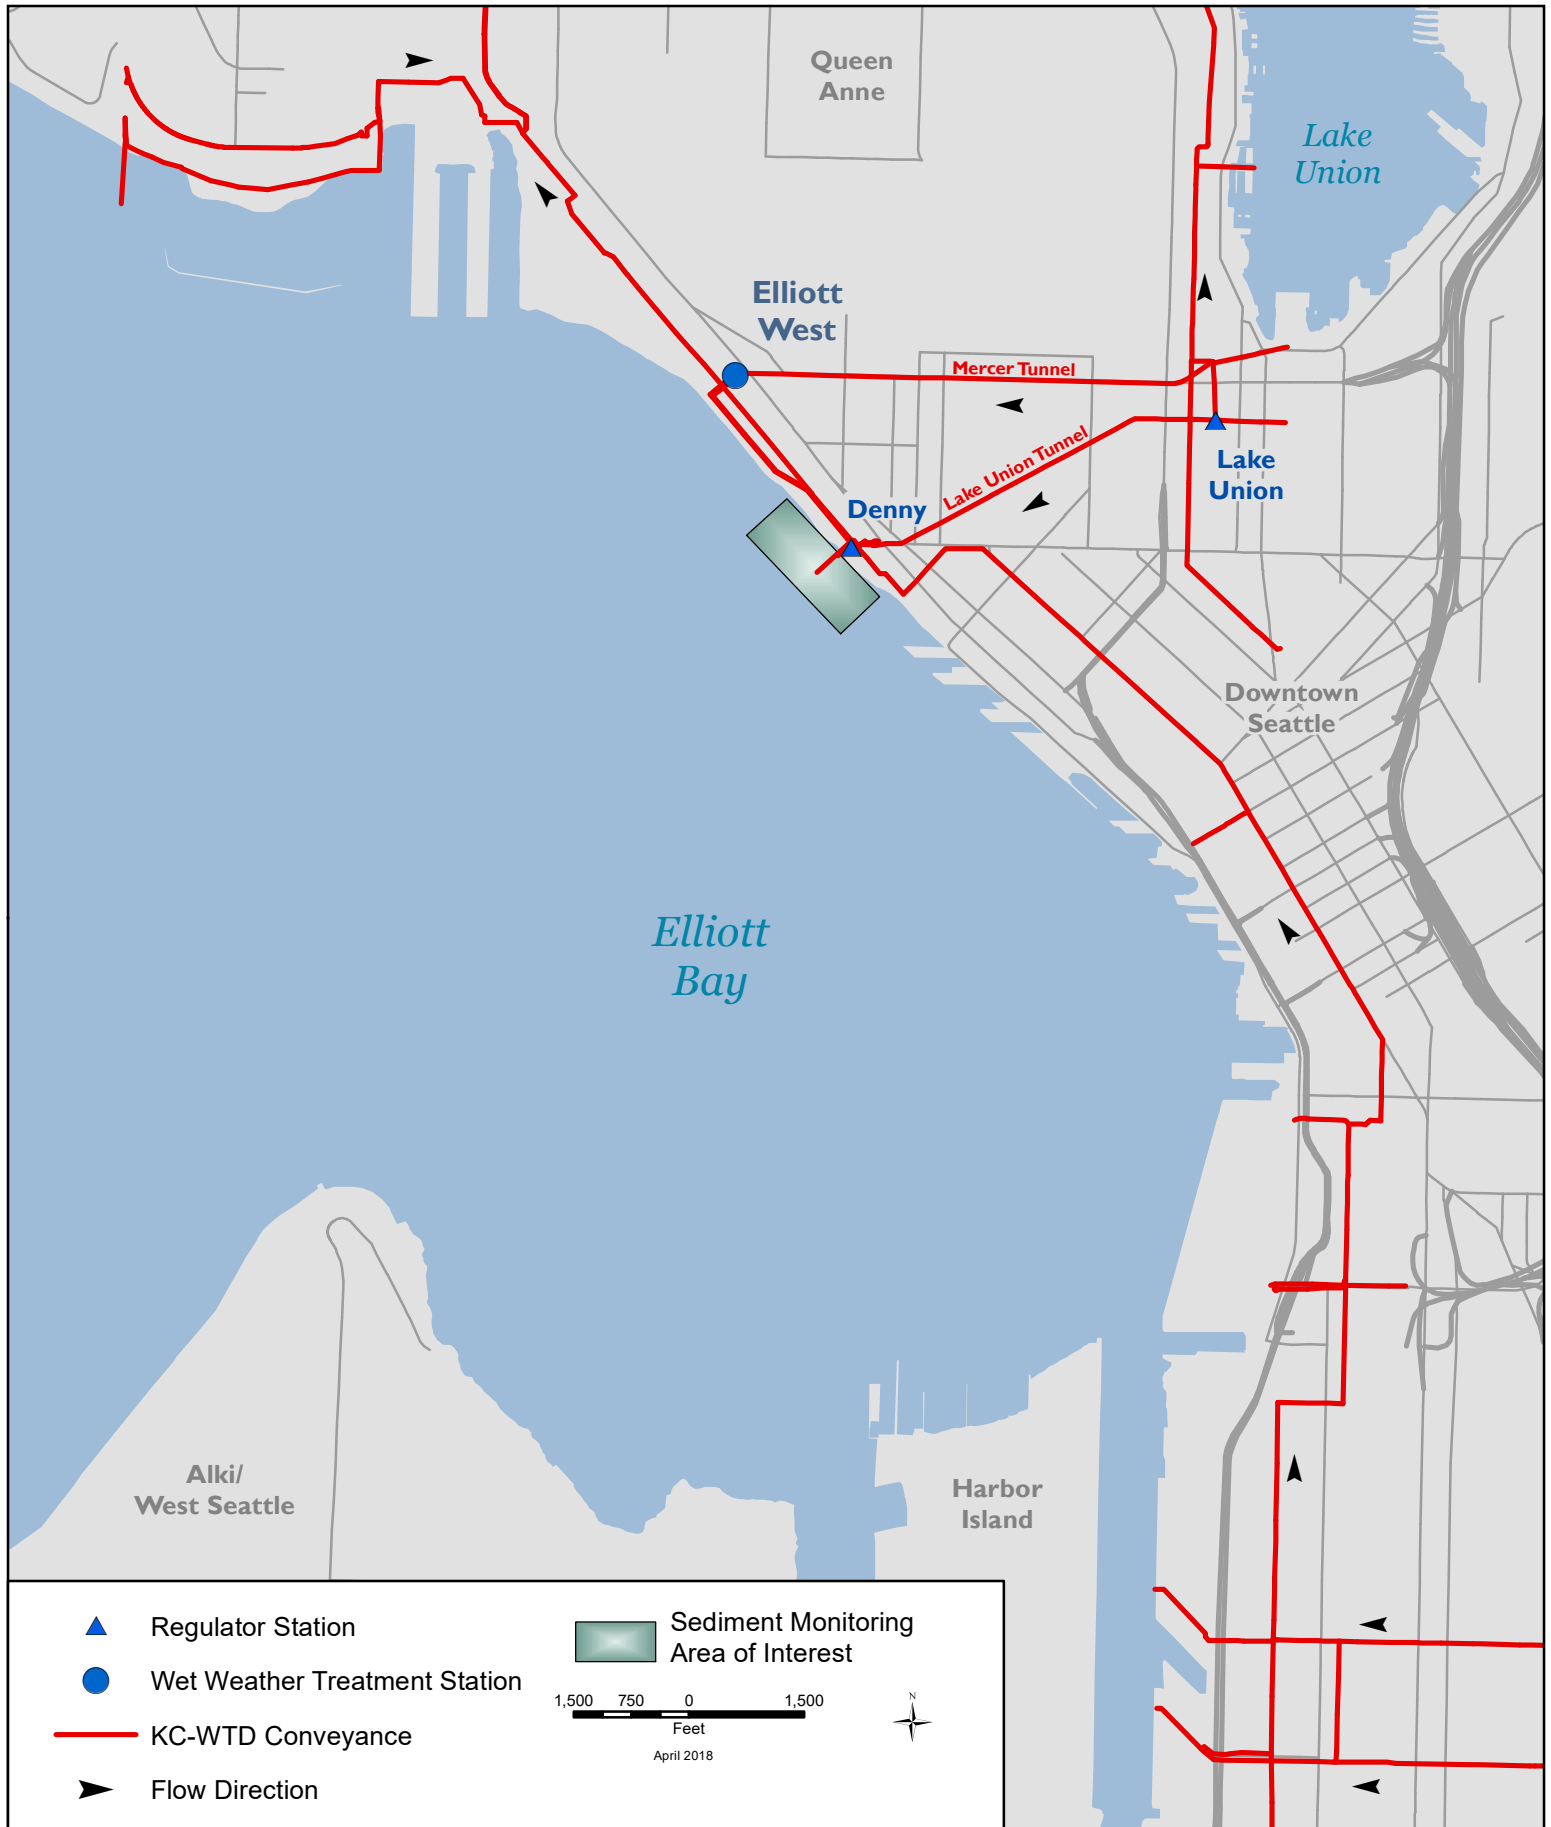 Queen
Anne
Lake
Union
Elliott
West
Mercer Tunnel
Lake Union Tunnel
Lake
Union
Denny
Downtown
Seattle
Elliott
Bay
Alki/
West Seattle
Harbor
Island
Regulator Station
Wet Weather Treatment Station
KC-WTD Conveyance
Flow Direction
Sediment Monitoring
Area of Interest
1,500 750 0 1,500
Feet
April 2018
N